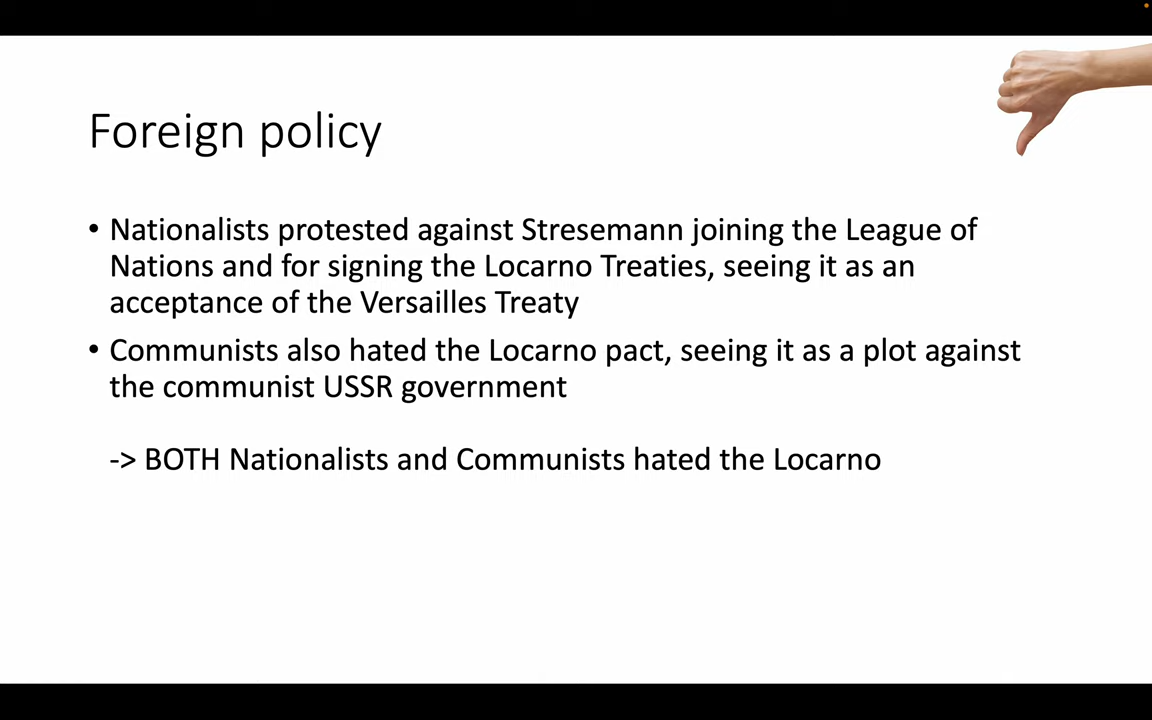 Foreign policy
• Nationalists protested against Stresemann joining the League of
Nations and for signing the Locarno Treaties, seeing it as an
acceptance of the Versailles Treaty
• Communists also hated the Locarno pact, seeing it as a plot against
the communist USSR government
-> BOTH Nationalists and Communists hated the Locarno